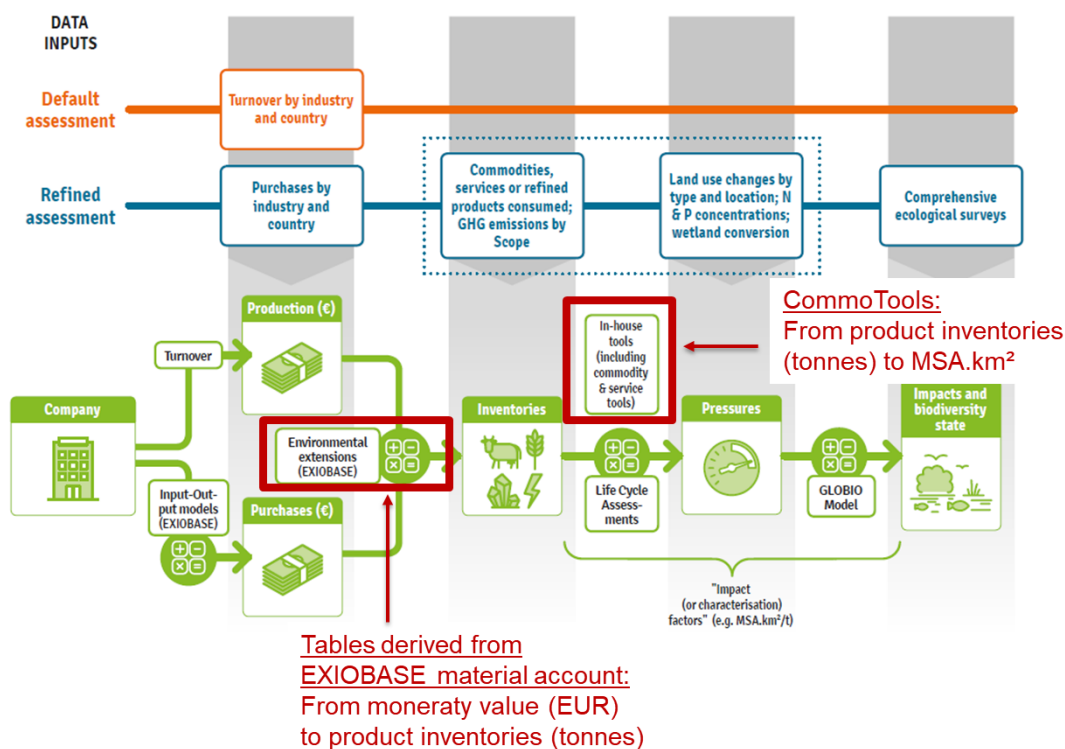 DATA
INPUTS
Default
assessment
Turnover by industry
and country
Refined
assessment
Purchases by
industry and
country
Commodities,
services or refined
products consumed;
GHG emissions by
Scope
Land use changes by
type and location; N
& P concentrations;
wetland conversion
Comprehensive
ecological surveys
CommoTools:
From product inventories
(tonnes) to MSA.km²
Production (€)
Turnover
In-house
tools
(including
commodity
& service
tools)
Company
Environmental
extensions
(EXIOBASE)
Inventories
Pressures
Impacts and
biodiversity
state
Input-Out-
put models
(EXIOBASE)
Purchases (€)
Life Cycle
Assess-
ments
GLOBIO
Model
"Impact
(or characterisation)
factors" (e.g. MSA.km²/t)
Tables derived from
EXIOBASE material account:
From moneraty value (EUR)
to product inventories (tonnes)